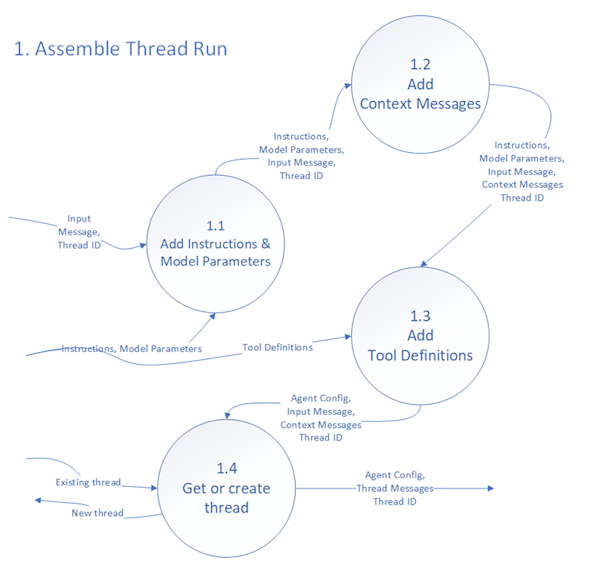 1. Assemble Thread Run
1.2
Add
Context Messages
Instructions,
Model Parameters,
Input Message,
Thread ID
Instructions,
Model Parameters,
Input Message,
Context Messages
Thread ID
Input
Message,
Thread ID
1.1
Add Instructions &
Model Parameters
1.3
Add
Tool Definitions
Instructions, Model Parameters
Tool Definitions
Agent Config,
Input Message,
Context Messages
Thread ID
1.4
Get or create
thread
Existing thread
New thread
Agent Config,
Thread Messages
Thread ID